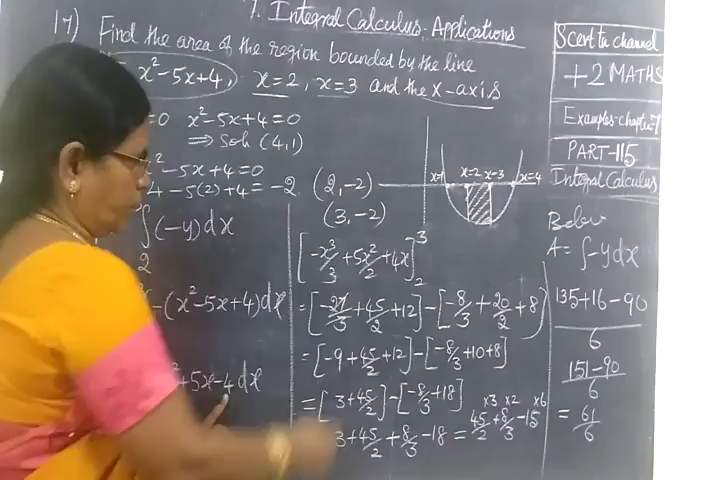 7. Integral Calculus-Applications
17) Find the area of the region bounded by the line
x²-5x+4, x=2, x=3 and the x-axis
=0 x²-5x+4=0
⇒ Soln (4,1)
²-5x+4=0
4-5(2)+4=-2 (2,-2)
(3,-2)
∫(-y)dx
2
-(x²-5x+4)dx
²+5x-4dx
x=1 x=2 x=3 x=4
[-x³/3+5x²/2+4x]₂³
=[-27/3+45/2+12]-[-8/3+20/2+8]
=[-9+45/2+12]-[-8/3+10+8]
=[3+45/2]-[-8/3+18]
3+45/2+8/3-18=45/2+8/3-15
×3 ×2 ×6
Scert tn channel
+2 MATHS
Examples-chapter-7
PART-115
Integral Calculus
Below
A=∫-ydx
135+16-90
6
151-90
6
=61/6